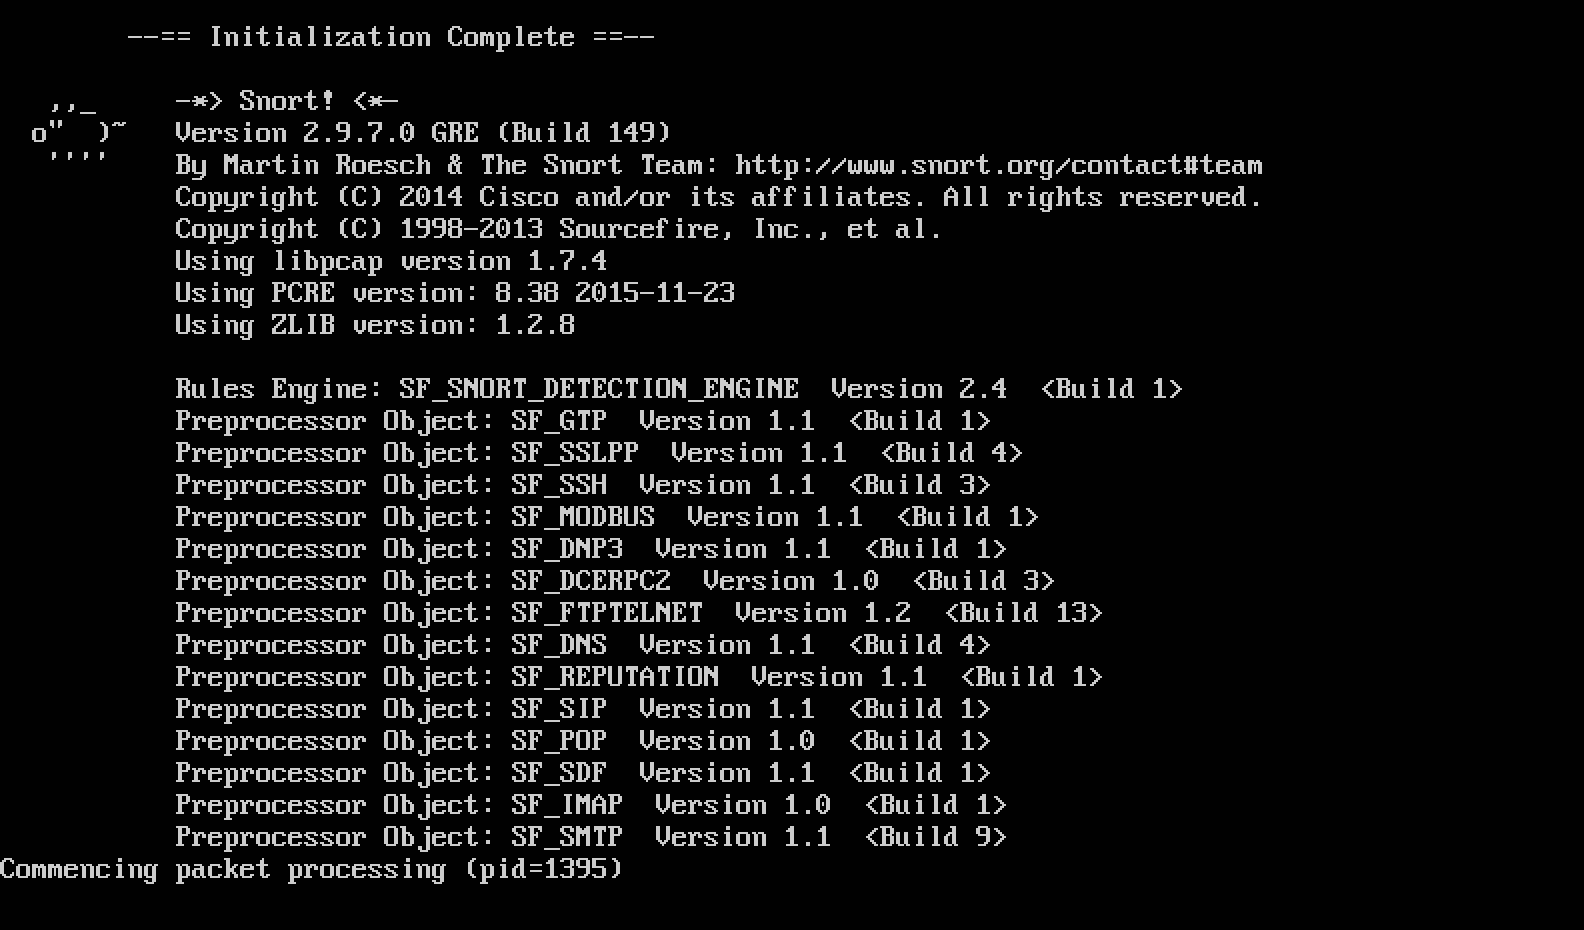 --== Initialization Complete ==--
,,_ -*> Snort! <*-
o" )~ Version 2.9.7.0 GRE (Build 149)
'''' By Martin Roesch & The Snort Team: http://www.snort.org/contact#team
Copyright (C) 2014 Cisco and/or its affiliates. All rights reserved.
Copyright (C) 1998-2013 Sourcefire, Inc., et al.
Using libpcap version 1.7.4
Using PCRE version: 8.38 2015-11-23
Using ZLIB version: 1.2.8
Rules Engine: SF_SNORT_DETECTION_ENGINE Version 2.4 <Build 1>
Preprocessor Object: SF_GTP Version 1.1 <Build 1>
Preprocessor Object: SF_SSLPP Version 1.1 <Build 4>
Preprocessor Object: SF_SSH Version 1.1 <Build 3>
Preprocessor Object: SF_MODBUS Version 1.1 <Build 1>
Preprocessor Object: SF_DNP3 Version 1.1 <Build 1>
Preprocessor Object: SF_DCERPC2 Version 1.0 <Build 3>
Preprocessor Object: SF_FTPTELNET Version 1.2 <Build 13>
Preprocessor Object: SF_DNS Version 1.1 <Build 4>
Preprocessor Object: SF_REPUTATION Version 1.1 <Build 1>
Preprocessor Object: SF_SIP Version 1.1 <Build 1>
Preprocessor Object: SF_POP Version 1.0 <Build 1>
Preprocessor Object: SF_SDF Version 1.1 <Build 1>
Preprocessor Object: SF_IMAP Version 1.0 <Build 1>
Preprocessor Object: SF_SMTP Version 1.1 <Build 9>
Commencing packet processing (pid=1395)